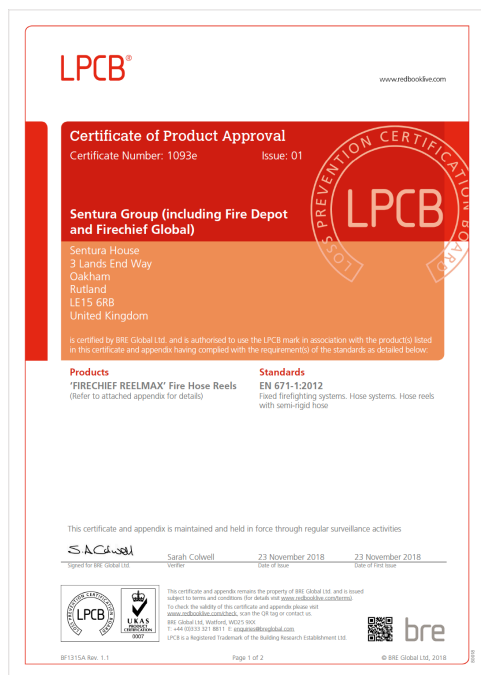 LPCB®
www.redbooklive.com
Certificate of Product Approval
Certificate Number: 1093e Issue: 01
LOSS PREVENTION CERTIFICATION BOARD
LPCB
Sentura Group (including Fire Depot
and Firechief Global)
Sentura House
3 Lands End Way
Oakham
Rutland
LE15 6RB
United Kingdom
is certified by BRE Global Ltd. and is authorised to use the LPCB mark in association with the product(s) listed
in this certificate and appendix having complied with the requirement(s) of the standards as detailed below:
Products
'FIRECHIEF REELMAX' Fire Hose Reels
(Refer to attached appendix for details)
Standards
EN 671-1:2012
Fixed firefighting systems. Hose systems. Hose reels
with semi-rigid hose
This certificate and appendix is maintained and held in force through regular surveillance activities
S.A Colwell
Sarah Colwell 23 November 2018 23 November 2018
Signed for BRE Global Ltd. Verifier Date of Issue Date of First Issue
LOSS PREVENTION CERTIFICATION BOARD
LPCB
UKAS
PRODUCT
CERTIFICATION
0007
This certificate and appendix remains the property of BRE Global Ltd. and is issued
subject to terms and conditions (for details visit www.redbooklive.com/terms).
To check the validity of this certificate and appendix please visit
www.redbooklive.com/check, scan the QR tag or contact us.
BRE Global Ltd, Watford, WD25 9XX
T: +44 (0)333 321 8811 E: enquiries@breglobal.com
LPCB is a Registered Trademark of the Building Research Establishment Ltd.
bre
BF1315A Rev. 1.1 Page 1 of 2 © BRE Global Ltd, 2018